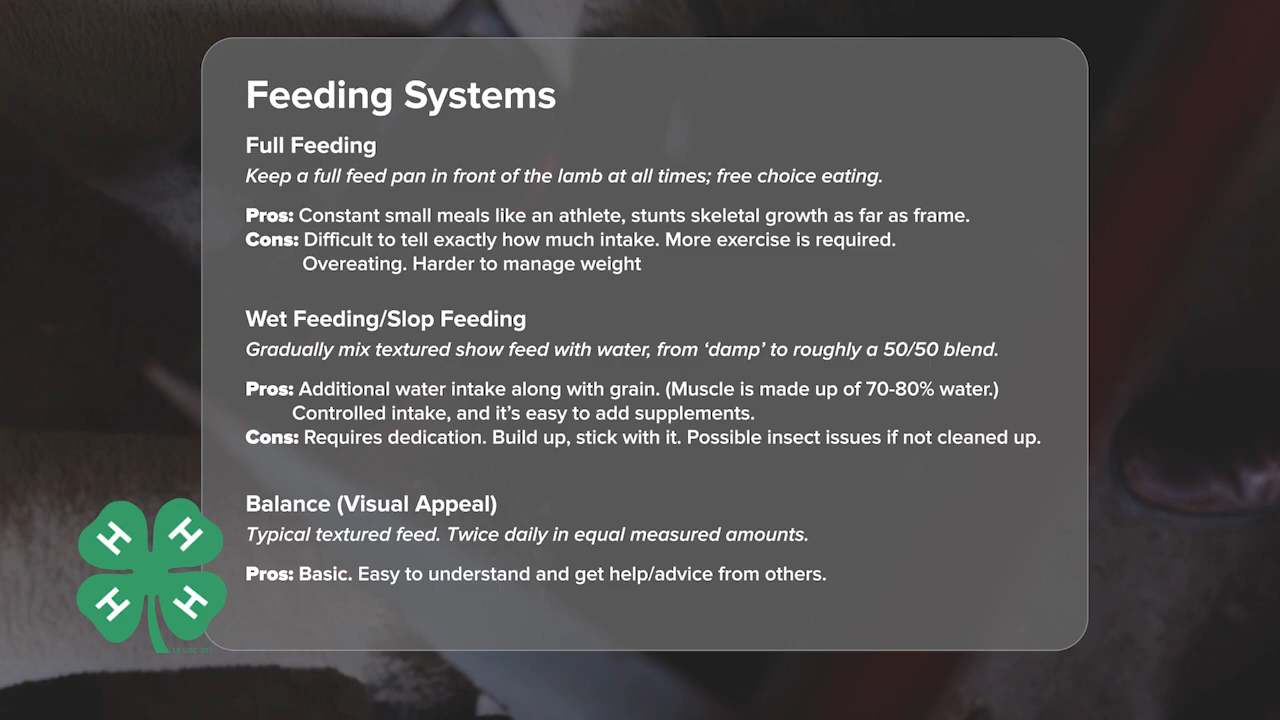 Feeding Systems
Full Feeding
Keep a full feed pan in front of the lamb at all times; free choice eating.
Pros: Constant small meals like an athlete, stunts skeletal growth as far as frame.
Cons: Difficult to tell exactly how much intake. More exercise is required.
Overeating. Harder to manage weight
Wet Feeding/Slop Feeding
Gradually mix textured show feed with water, from ‘damp’ to roughly a 50/50 blend.
Pros: Additional water intake along with grain. (Muscle is made up of 70-80% water.)
Controlled intake, and it’s easy to add supplements.
Cons: Requires dedication. Build up, stick with it. Possible insect issues if not cleaned up.
Balance (Visual Appeal)
Typical textured feed. Twice daily in equal measured amounts.
Pros: Basic. Easy to understand and get help/advice from others.
H H
H H
18 USC 707